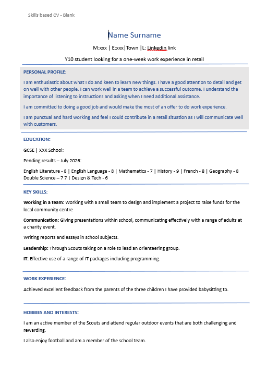 Skills based CV - Blank
Name Surname
M:xxx | E:xxx| Town |L: LinkedIn link
Y10 student looking for a one-week work experience in retail
PERSONAL PROFILE:
I am enthusiastic about what I do and keen to learn new things. I have a good attention to detail and get
on well with other people. I can work well in a team to achieve a successful outcome. I understand the
importance of listening to instructions and asking when I need additional assistance.
I am committed to doing a good job and would make the most of an offer to do work experience.
I am punctual and hard working and feel I could contribute in a retail situation as I will communicate well
with customers.
EDUCATION:
GCSE | XXX School:
Pending results – July
English Literature - 8 | English Language - 8 | Mathematics - 7 | History - 9 | French - 8 | Geography - 8
Double Science – 7 7 | Design & Tech - 6
KEY SKILLS:
Working in a team: Working with a small team to design and implement a project to raise funds for the
local community centre
Communication: Giving presentations within school, communicating effectively with a range of adults at
a charity event.
Writing reports and essays in school subjects.
Leadership: Through Scouts taking on a role to lead an orienteering group.
IT: Effective use of a range of IT packages including programming
WORK EXPERIENCE:
Achieved excellent feedback from the parents of the three children I have provided babysitting to.
HOBBIES AND INTERESTS:
I am an active member of the Scouts and attend regular outdoor events that are both challenging and
rewarding.
I also enjoy football and am a member of the school team